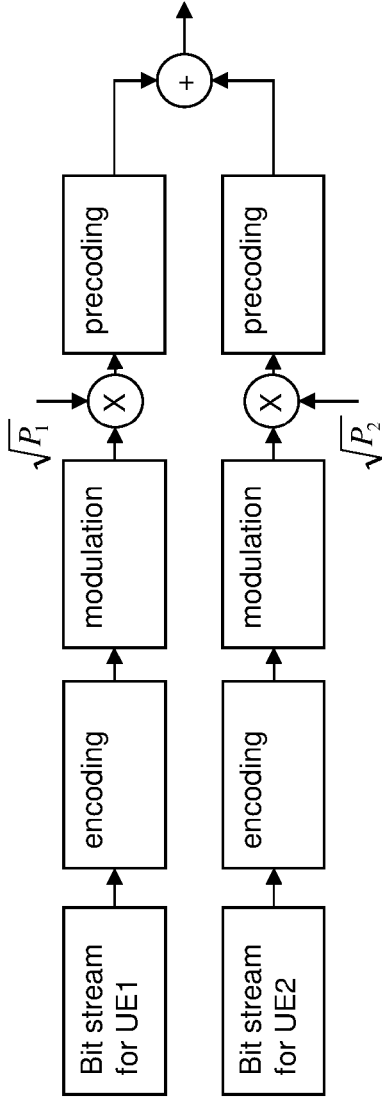 Bit stream
for UE1
encoding
modulation
√P₁
X
precoding
+
Bit stream
for UE2
encoding
modulation
X
√P₂
precoding